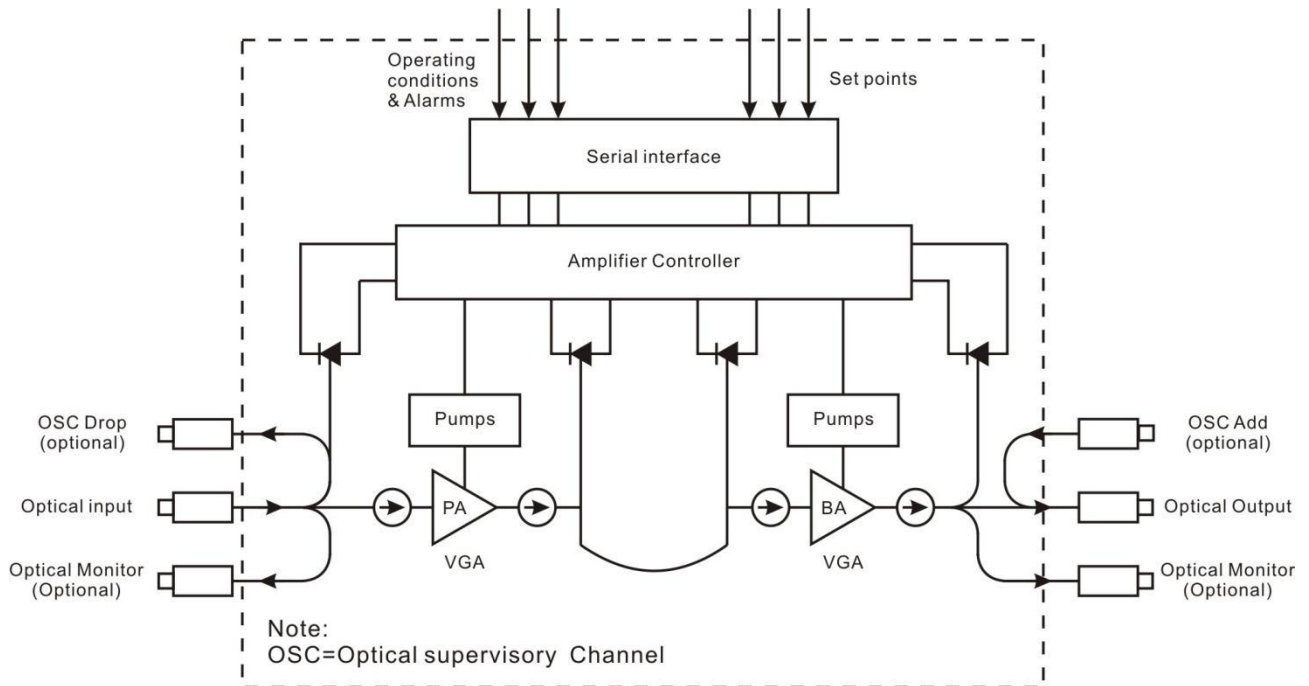 Operating
conditions
& Alarms
Set points
Serial interface
Amplifier Controller
Pumps
Pumps
OSC Drop
(optional)
OSC Add
(optional)
Optical input
PA
BA
Optical Output
VGA
VGA
Optical Monitor
(Optional)
Optical Monitor
(Optional)
Note:
OSC=Optical supervisory Channel